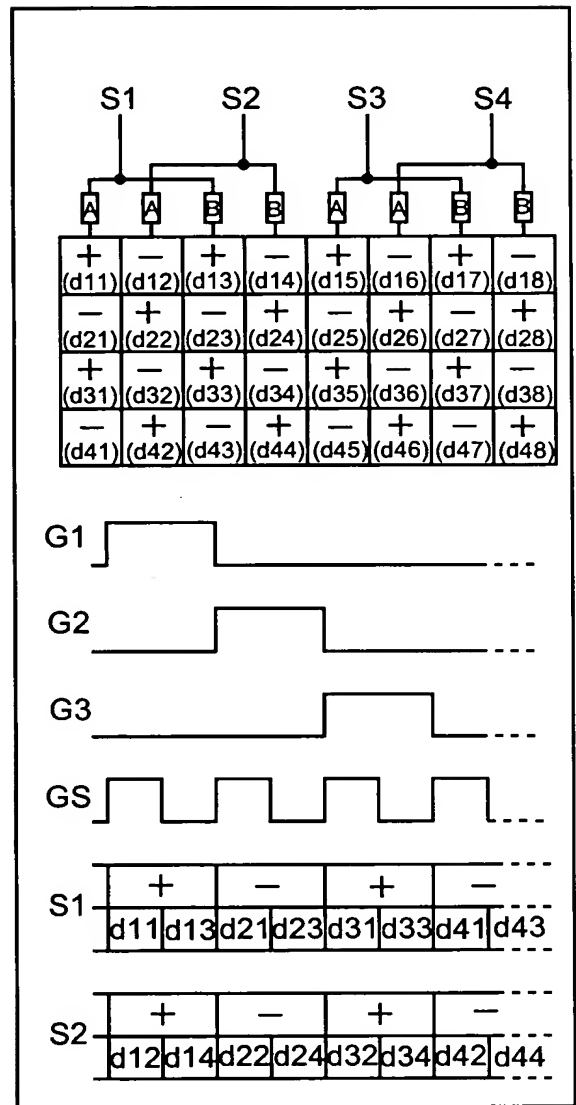 S1 S2 S3 S4
A A B B A A B B
+ − + − + − + −
(d11) (d12) (d13) (d14) (d15) (d16) (d17) (d18)
− + − + − + − +
(d21) (d22) (d23) (d24) (d25) (d26) (d27) (d28)
+ − + − + − + −
(d31) (d32) (d33) (d34) (d35) (d36) (d37) (d38)
− + − + − + − +
(d41) (d42) (d43) (d44) (d45) (d46) (d47) (d48)
G1
G2
G3
GS
S1
+ − + −
d11 d13 d21 d23 d31 d33 d41 d43
S2
+ − + −
d12 d14 d22 d24 d32 d34 d42 d44